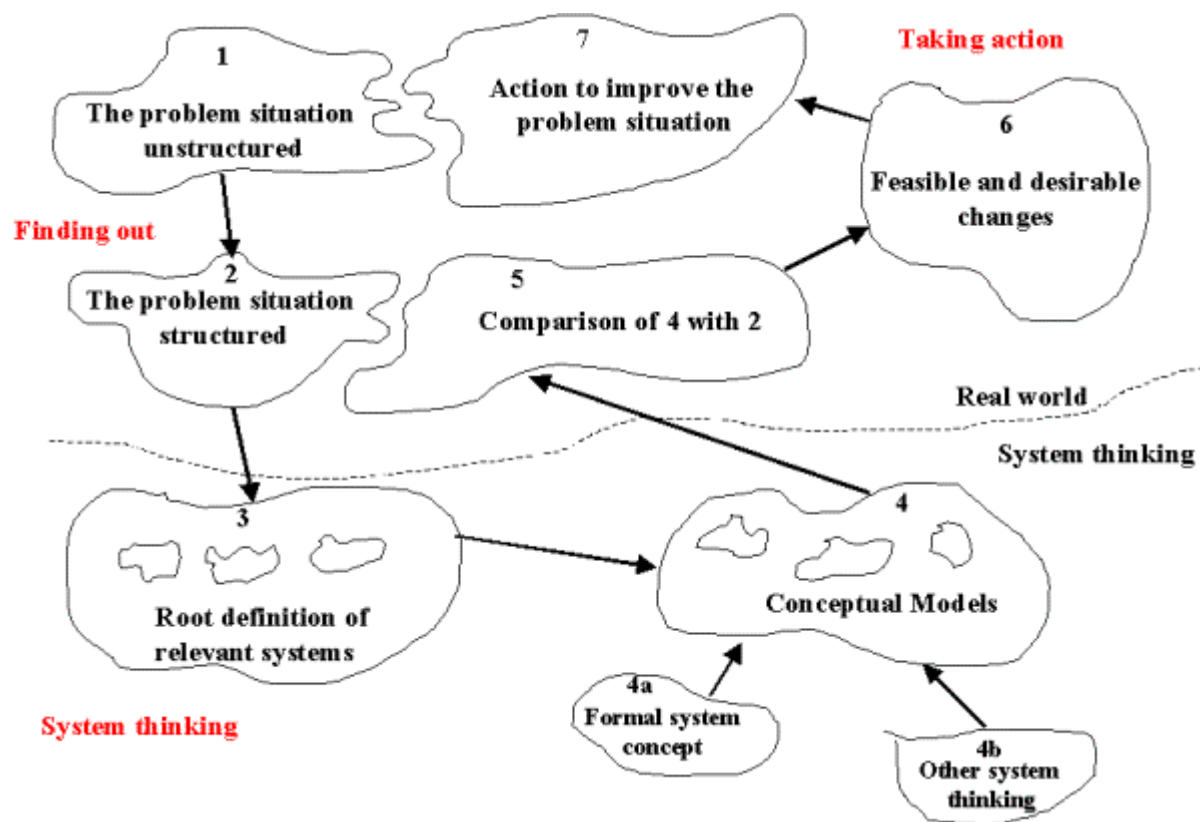 1
The problem situation
unstructured
7
Action to improve the
problem situation
Taking action
6
Feasible and desirable
changes
Finding out
2
The problem situation
structured
5
Comparison of 4 with 2
Real world
System thinking
3
Root definition of
relevant systems
4
Conceptual Models
System thinking
4a
Formal system
concept
4b
Other system
thinking